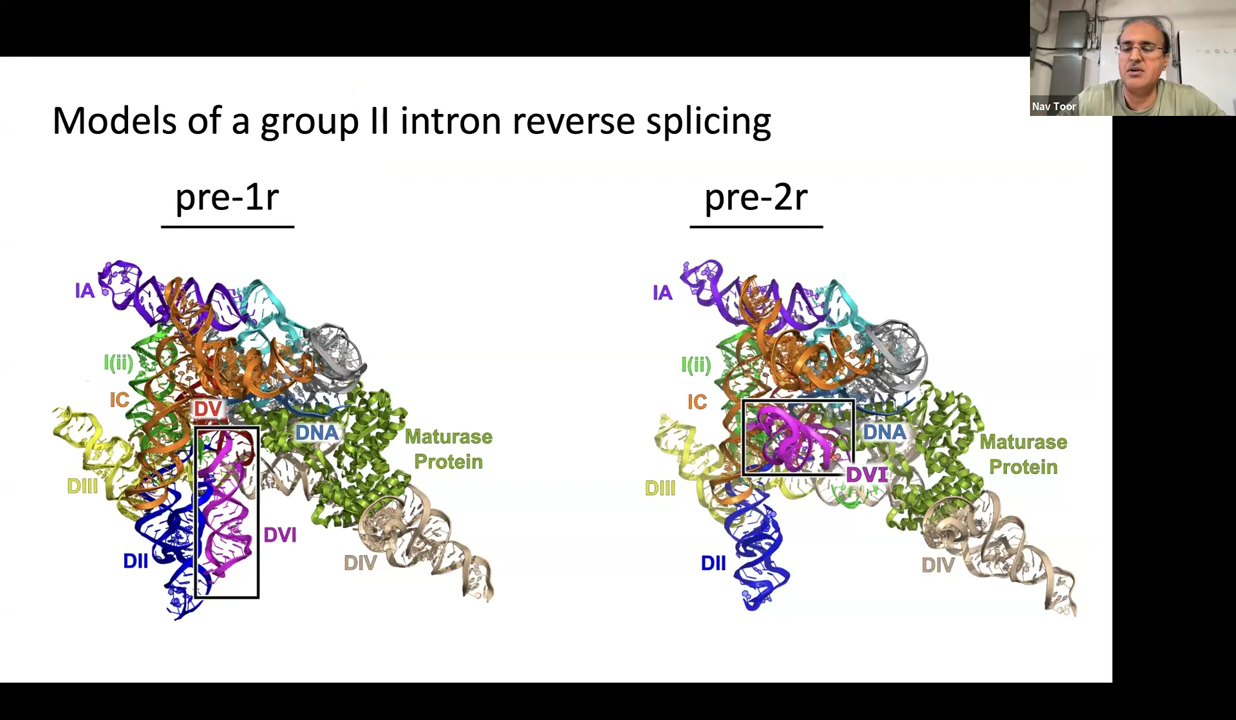 Nav Toor
Models of a group II intron reverse splicing
pre-1r
IA
I(ii)
IC
DV
DNA
Maturase
Protein
DIII
DVI
DII
DIV
pre-2r
IA
I(ii)
IC
DNA
Maturase
Protein
DVI
DIII
DII
DIV